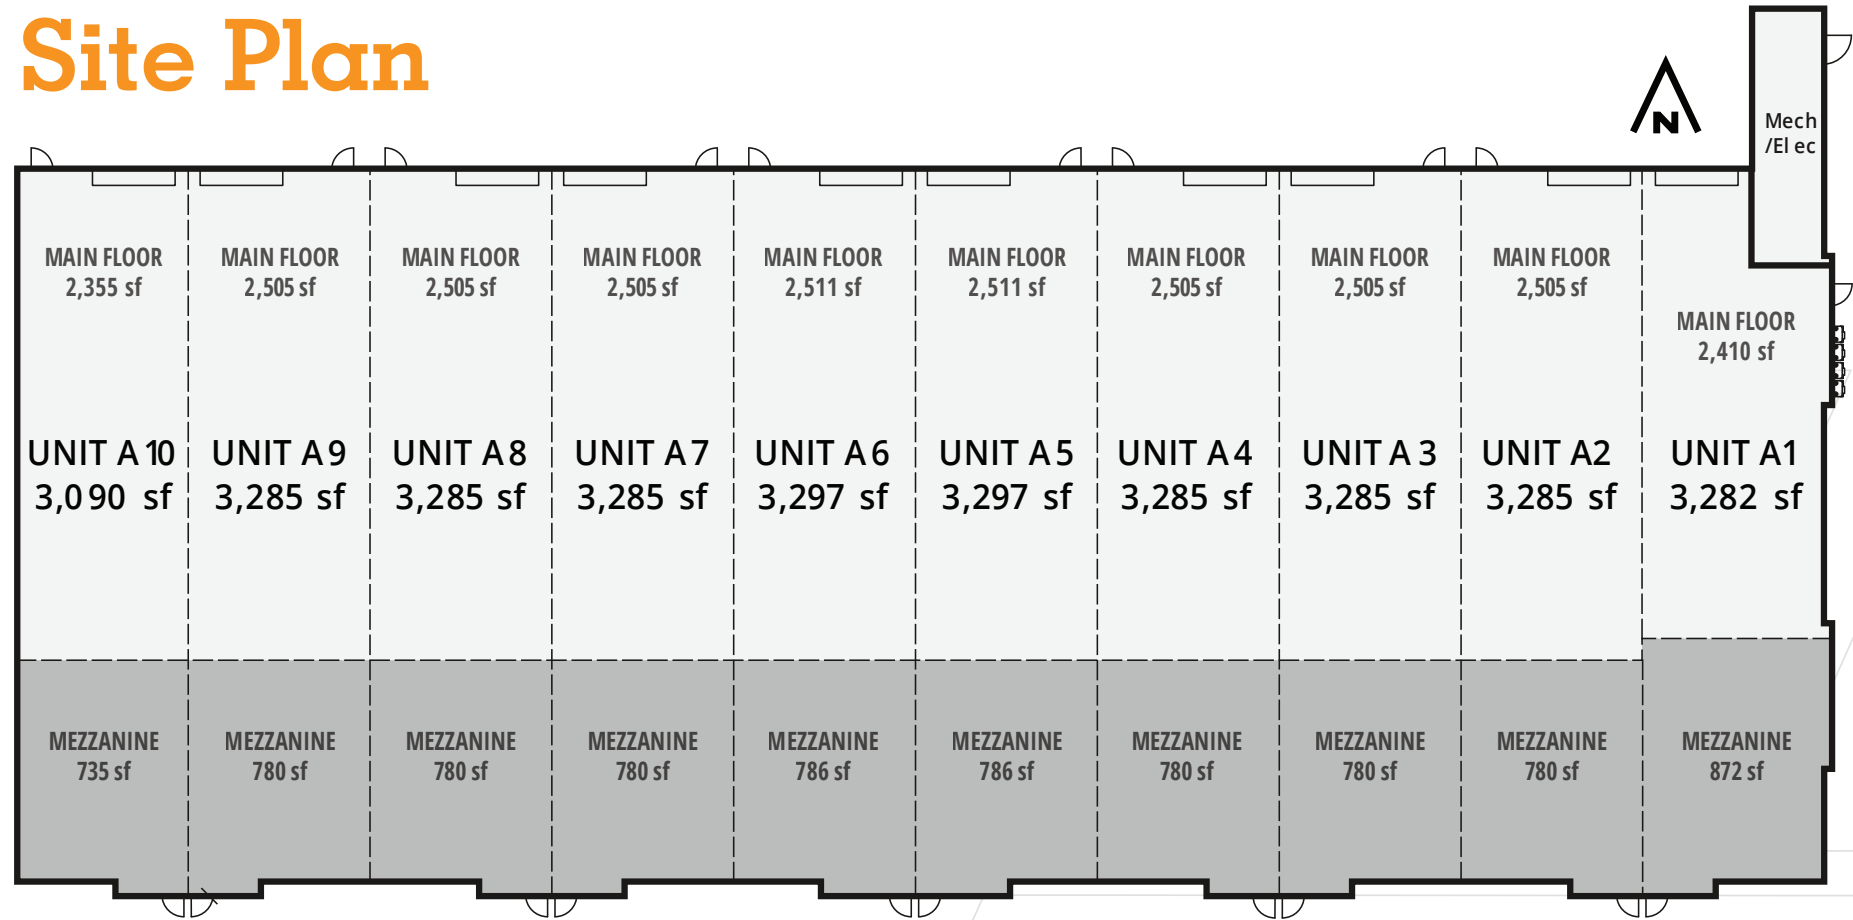 Site Plan
N
Mech
/Elec
MAIN FLOOR
2,355 sf
MAIN FLOOR
2,505 sf
MAIN FLOOR
2,505 sf
MAIN FLOOR
2,505 sf
MAIN FLOOR
2,511 sf
MAIN FLOOR
2,511 sf
MAIN FLOOR
2,505 sf
MAIN FLOOR
2,505 sf
MAIN FLOOR
2,505 sf
MAIN FLOOR
2,410 sf
UNIT A10
3,090 sf
UNIT A9
3,285 sf
UNIT A8
3,285 sf
UNIT A7
3,285 sf
UNIT A6
3,297 sf
UNIT A5
3,297 sf
UNIT A4
3,285 sf
UNIT A3
3,285 sf
UNIT A2
3,285 sf
UNIT A1
3,282 sf
MEZZANINE
735 sf
MEZZANINE
780 sf
MEZZANINE
780 sf
MEZZANINE
780 sf
MEZZANINE
786 sf
MEZZANINE
786 sf
MEZZANINE
780 sf
MEZZANINE
780 sf
MEZZANINE
780 sf
MEZZANINE
872 sf